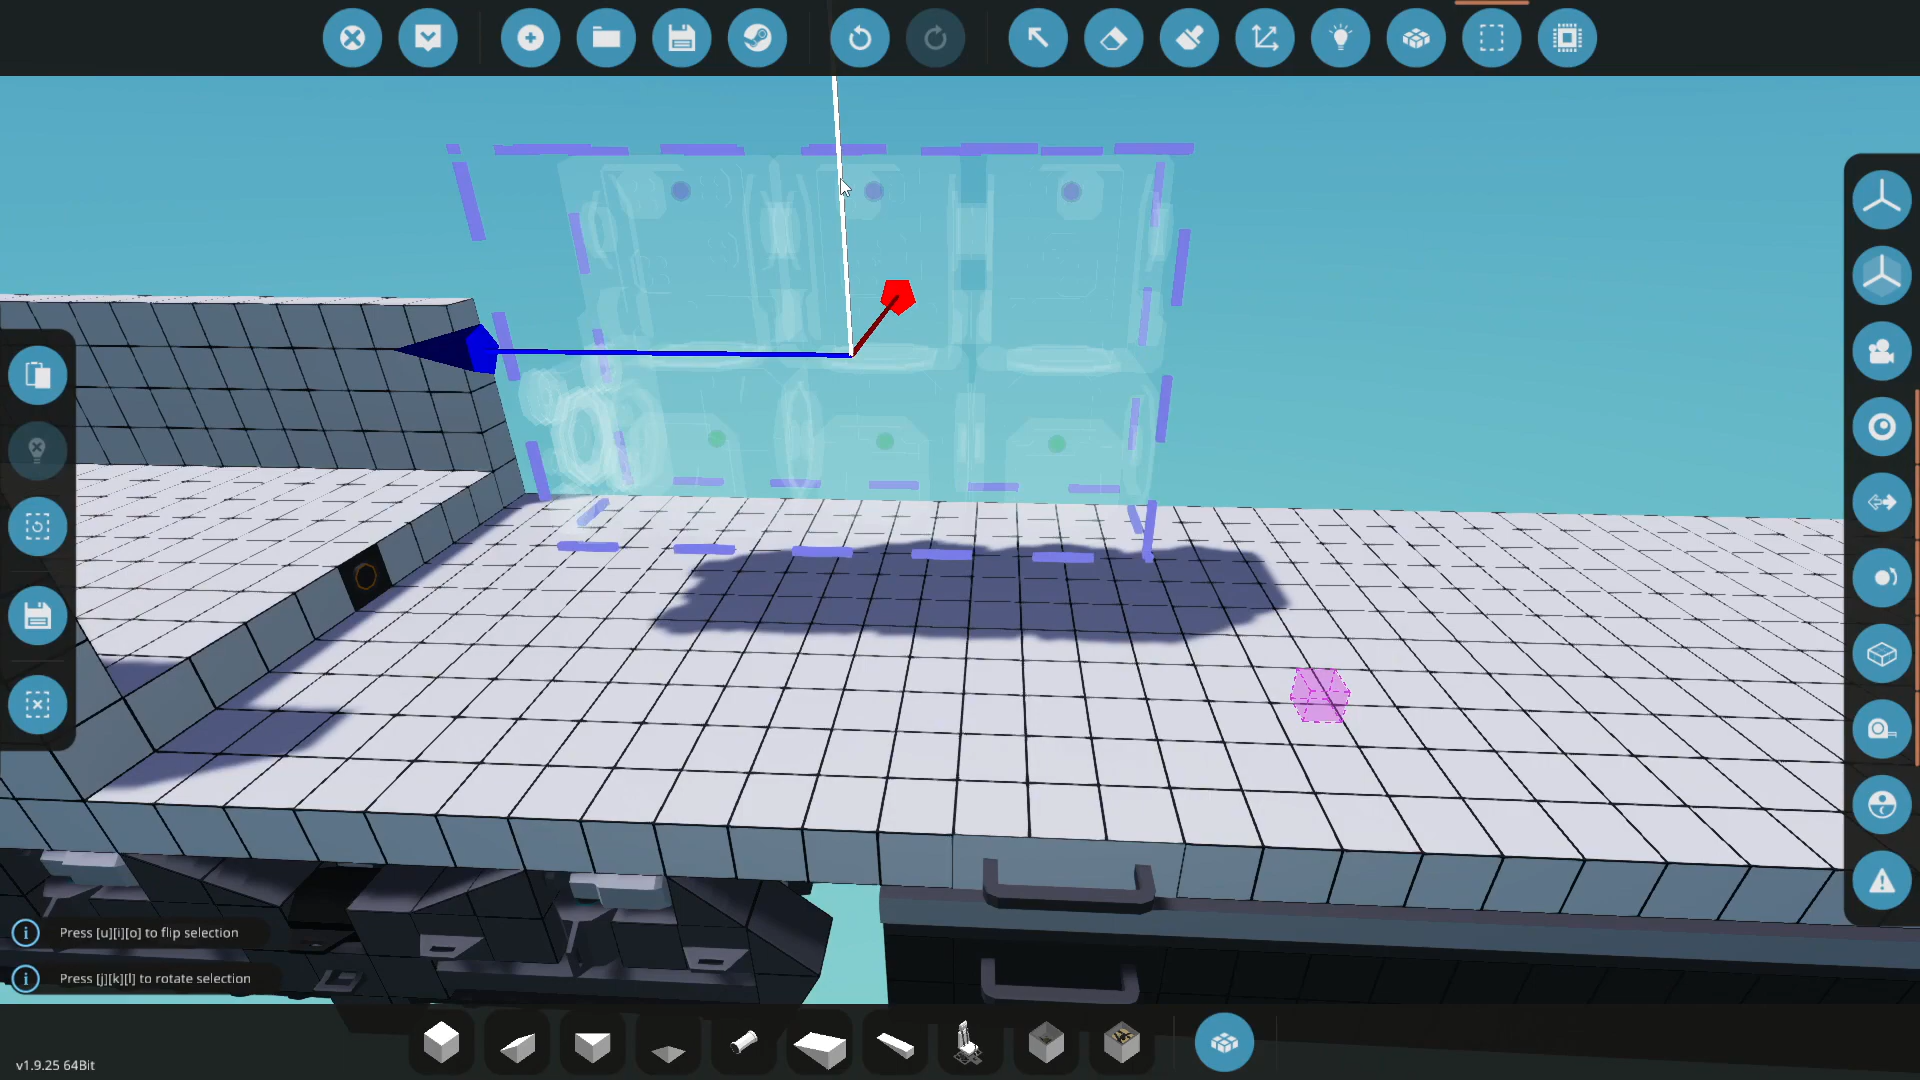 Press [u][i][o] to flip selection
Press [j][k][l] to rotate selection
v1.9.25 64Bit